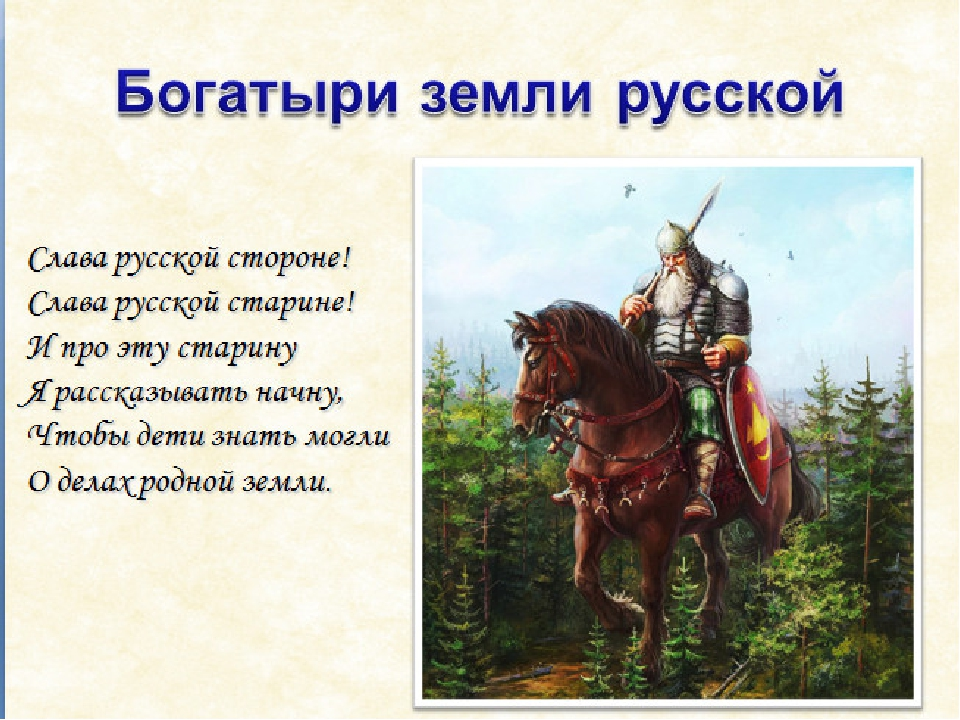 Богатыри земли русской
Слава русской стороне!
Слава русской старине!
И про эту старину
Я рассказывать начну,
Чтобы дети знать могли
О делах родной земли.